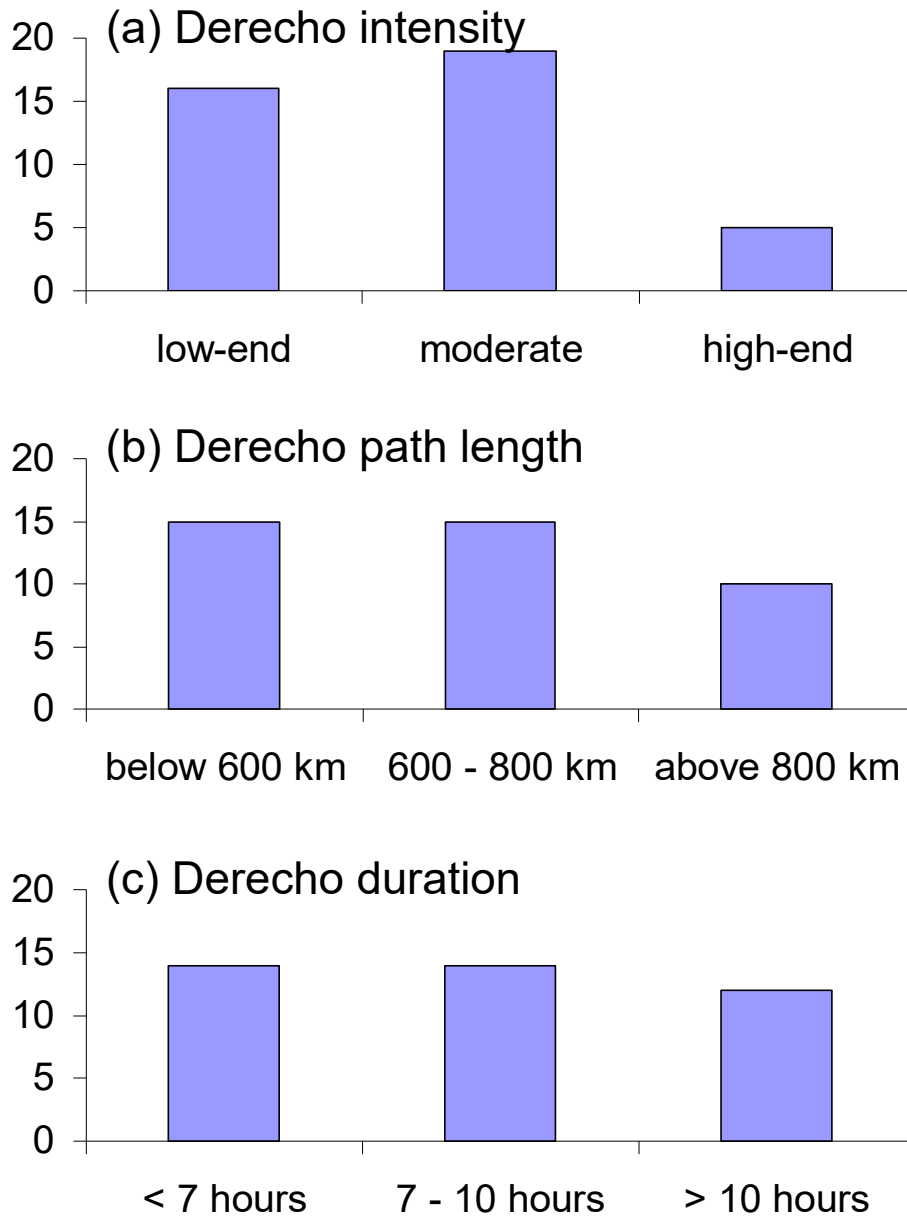 (a) Derecho intensity
20
15
10
5
0
low-end moderate high-end
(b) Derecho path length
20
15
10
5
0
below 600 km 600 - 800 km above 800 km
(c) Derecho duration
20
15
10
5
0
< 7 hours 7 - 10 hours > 10 hours